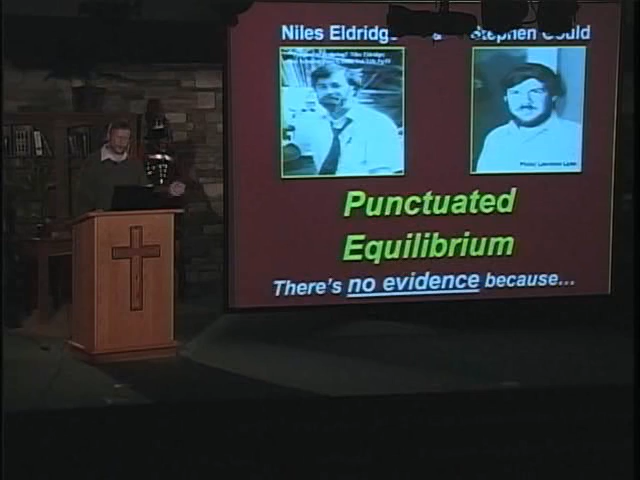 Niles Eldridge & Stephen Gould
Punctuated
Equilibrium
There's no evidence because...